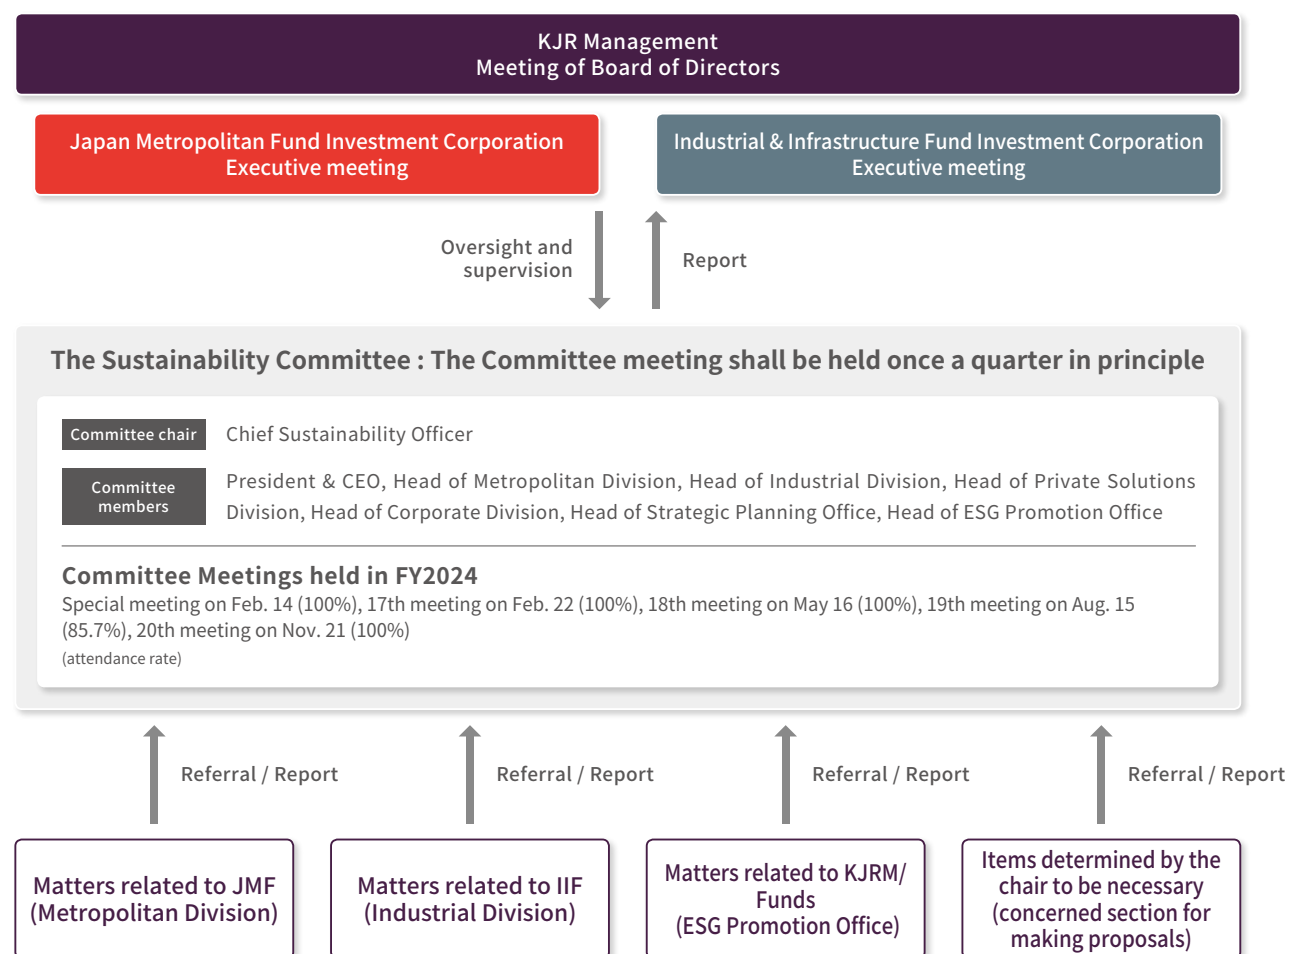 KJR Management
Meeting of Board of Directors
Japan Metropolitan Fund Investment Corporation
Executive meeting
Industrial & Infrastructure Fund Investment Corporation
Executive meeting
Oversight and
supervision
Report
The Sustainability Committee : The Committee meeting shall be held once a quarter in principle
Committee chair
Chief Sustainability Officer
Committee
members
President & CEO, Head of Metropolitan Division, Head of Industrial Division, Head of Private Solutions
Division, Head of Corporate Division, Head of Strategic Planning Office, Head of ESG Promotion Office
Committee Meetings held in FY2024
Special meeting on Feb. 14 (100%), 17th meeting on Feb. 22 (100%), 18th meeting on May 16 (100%), 19th meeting on Aug. 15
(85.7%), 20th meeting on Nov. 21 (100%)
(attendance rate)
Referral / Report
Referral / Report
Referral / Report
Referral / Report
Matters related to JMF
(Metropolitan Division)
Matters related to IIF
(Industrial Division)
Matters related to KJRM/
Funds
(ESG Promotion Office)
Items determined by the
chair to be necessary
(concerned section for
making proposals)